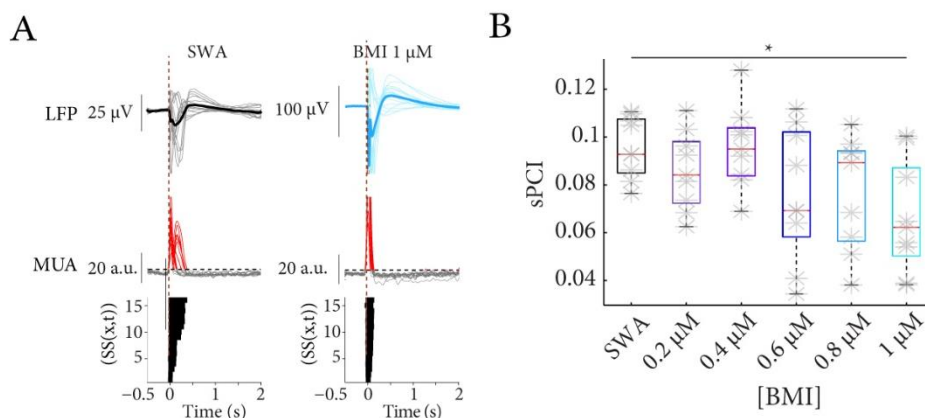 A
SWA
BMI 1 μM
LFP
25 μV
100 μV
MUA
20 a.u.
20 a.u.
(SS(x,t))
15
10
5
0
(SS(x,t))
15
10
5
0
−0.5 0 1 2
Time (s)
−0.5 0 1 2
Time (s)
B
*
sPCI
0.12
0.1
0.08
0.06
0.04
SWA
0.2 μM
0.4 μM
0.6 μM
0.8 μM
1 μM
[BMI]